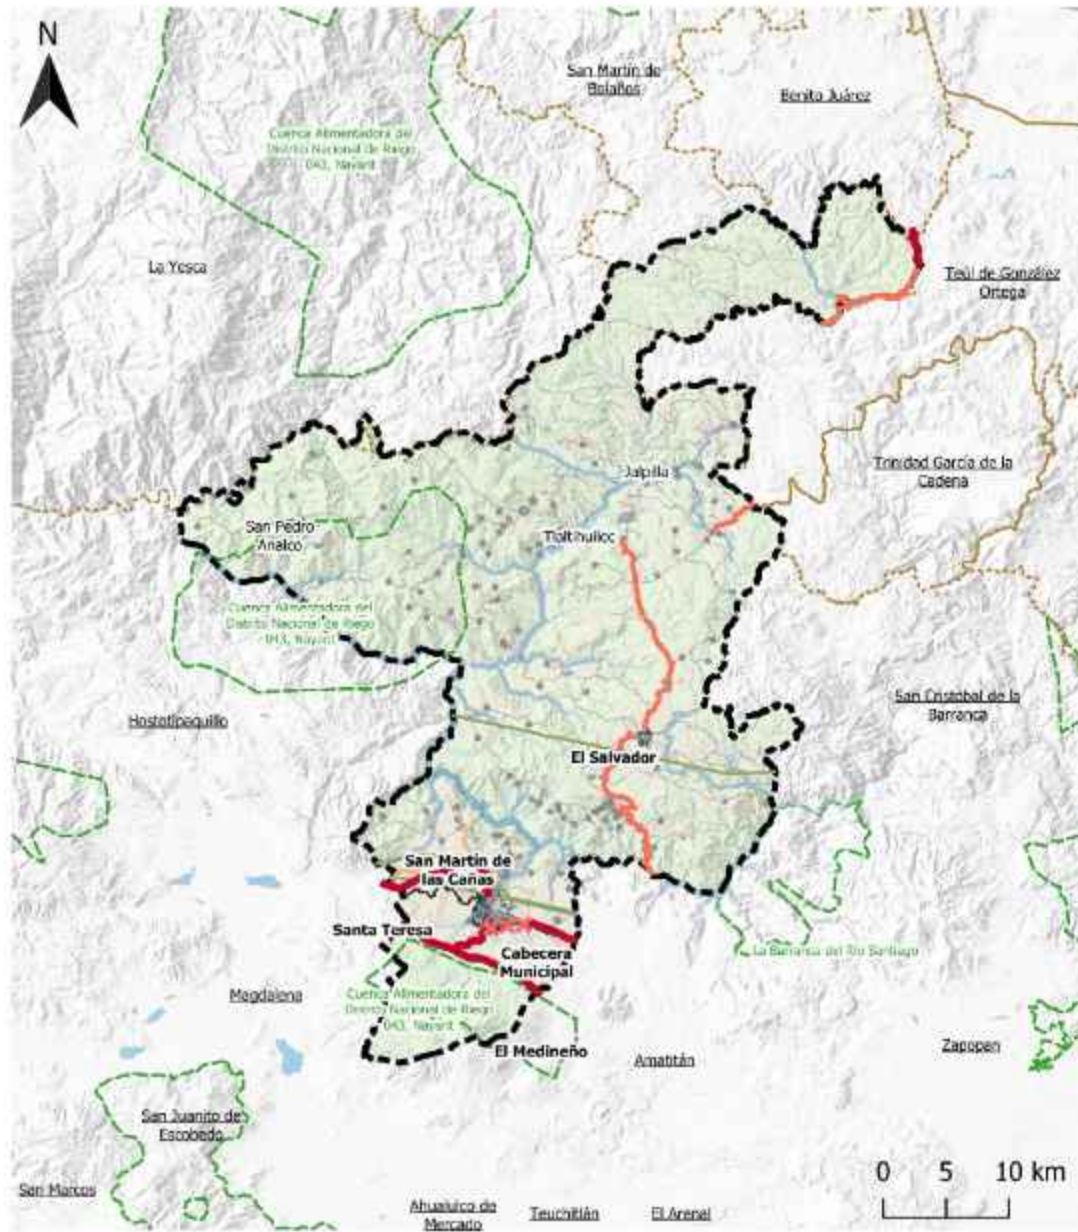 N
San Martín de
Bolaños
Benito Juárez
Cuenca Alimentadora del
Distrito Nacional de Riego
043, Nayarit
La Yesca
Teúl de González
Ortega
Jalpilla
Trinidad García de la
Cadena
San Pedro
Analco
Cuenca Alimentadora del
Distrito Nacional de Riego
043, Nayarit
San Cristóbal de la
Barranca
Hostotipaquillo
El Salvador
San Martín de
las Cañas
Santa Teresa
Cabecera
Municipal
La Barranca del Río Santiago
Magdalena
Cuenca Alimentadora del
Distrito Nacional de Riego
043, Nayarit
El Medineño
Amatitán
Zapopan
San Juanito de
Escobedo
San Marcos
0 5 10 km
Ahualulco de
Mercado
Teuchitlán
El Arenal